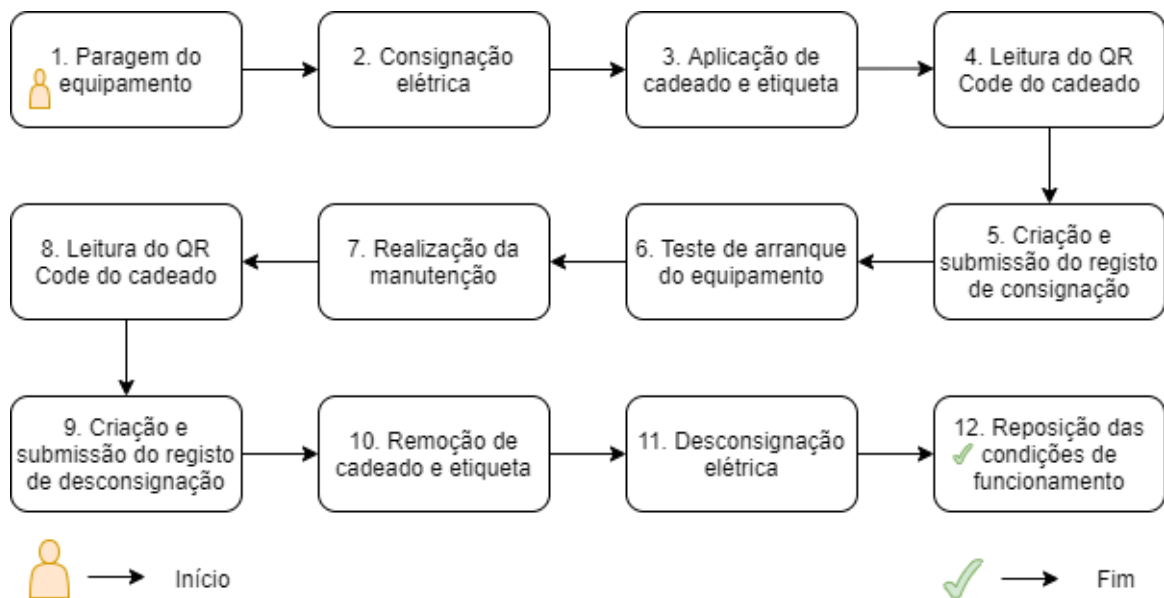 1. Paragem do
equipamento
2. Consignação
elétrica
3. Aplicação de
cadeado e etiqueta
4. Leitura do QR
Code do cadeado
8. Leitura do QR
Code do cadeado
7. Realização da
manutenção
6. Teste de arranque
do equipamento
5. Criação e
submissão do registo
de consignação
9. Criação e
submissão do registo
de desconsignação
10. Remoção de
cadeado e etiqueta
11. Desconsignação
elétrica
12. Reposição das
condições de
funcionamento
Início
Fim